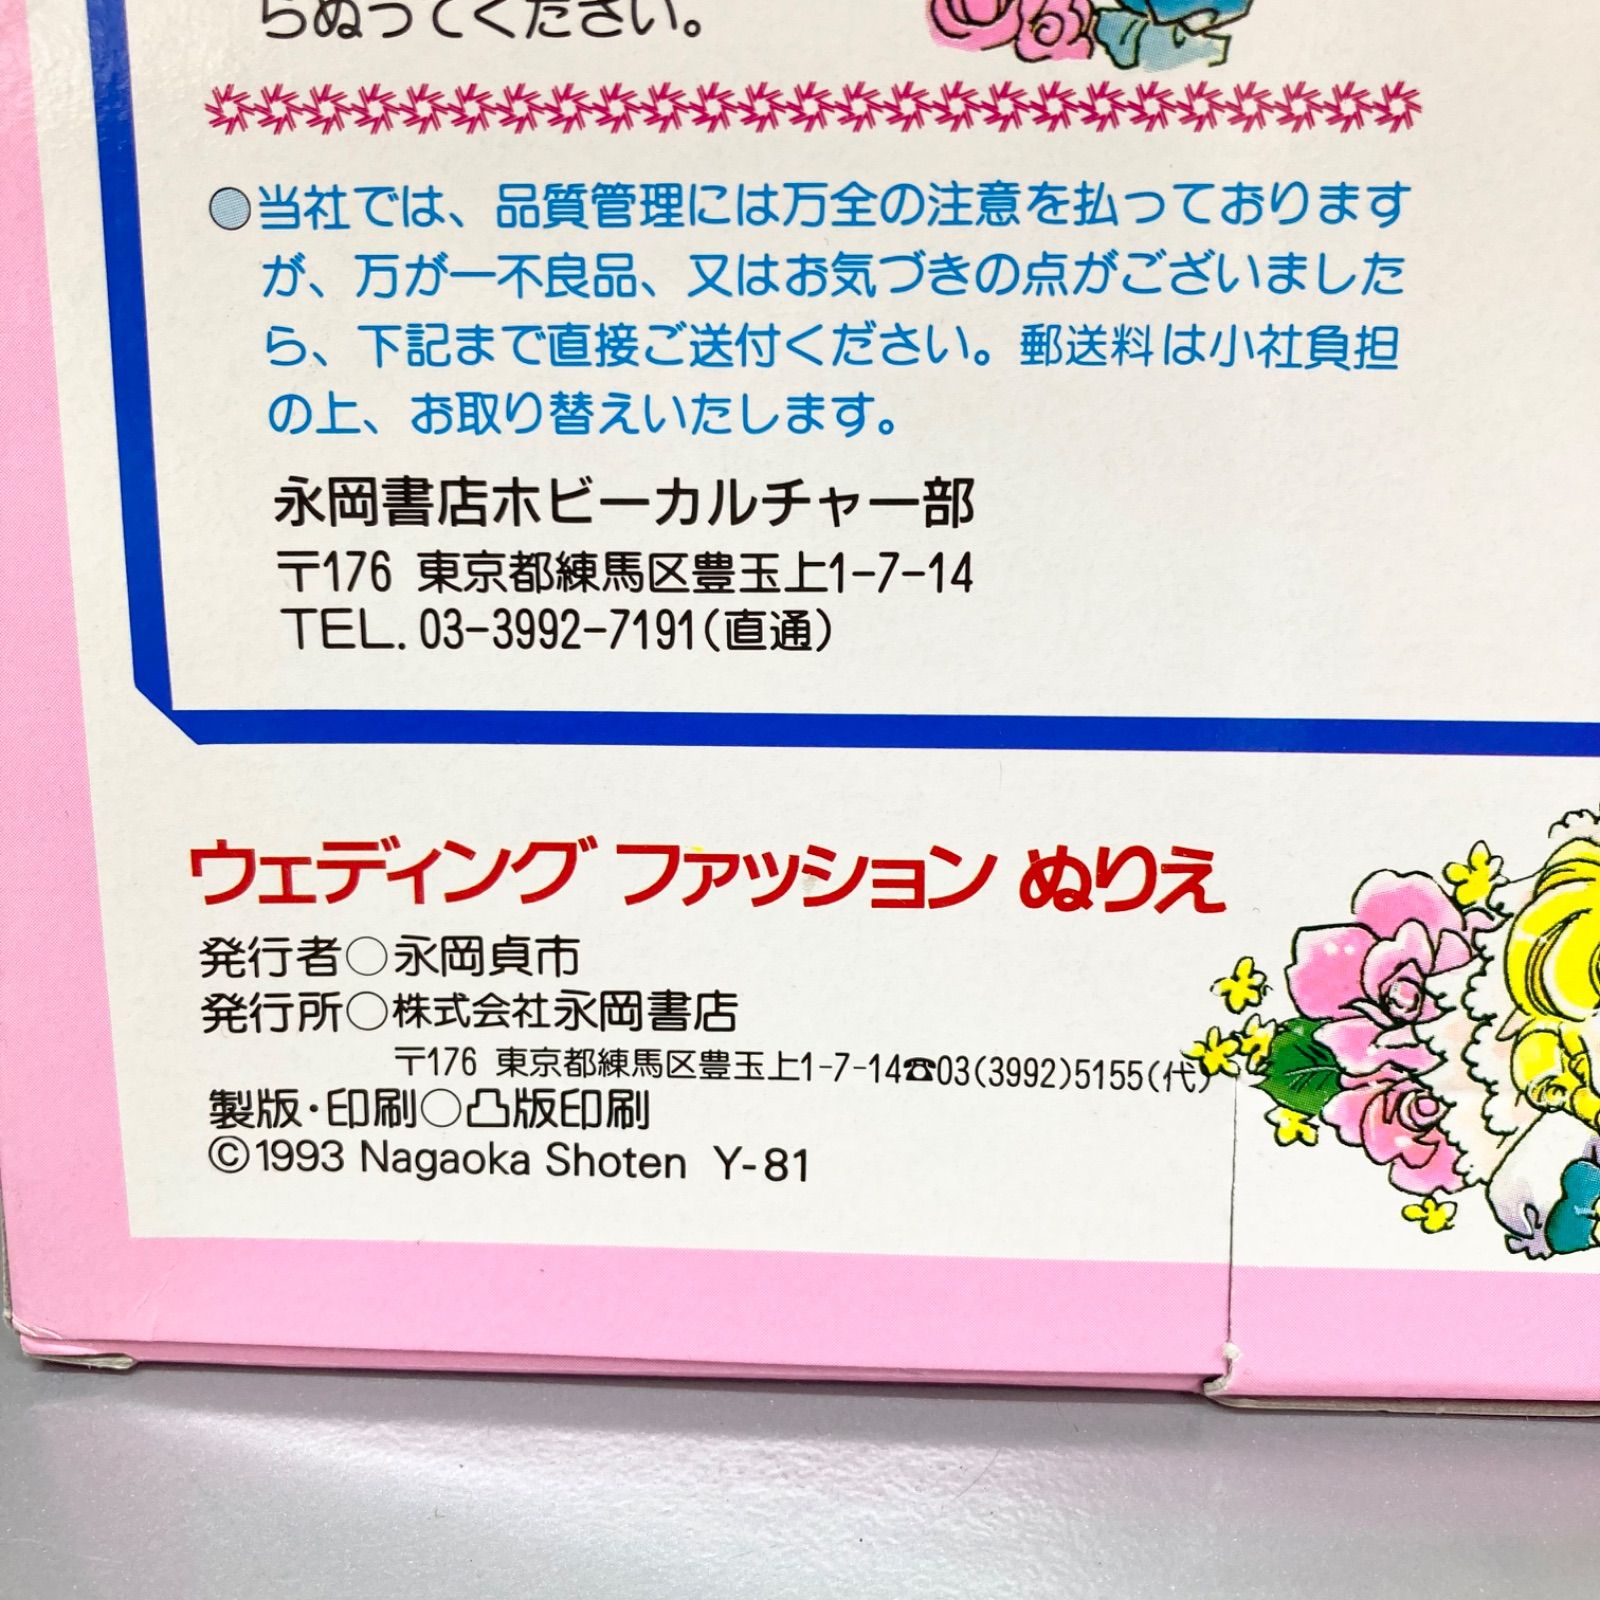 らぬってください。
●当社では、品質管理には万全の注意を払っております
が、万が一不良品、又はお気づきの点がございました
ら、下記まで直接ご送付ください。郵送料は小社負担
の上、お取り替えいたします。
永岡書店ホビーカルチャー部
〒176 東京都練馬区豊玉上1-7-14
TEL. 03-3992-7191(直通)
ウェディング ファッション ぬりえ
発行者○永岡貞市
発行所○株式会社永岡書店
〒176 東京都練馬区豊玉上1-7-14☎03(3992)5155(代)
製版・印刷○凸版印刷
©1993 Nagaoka Shoten Y-81